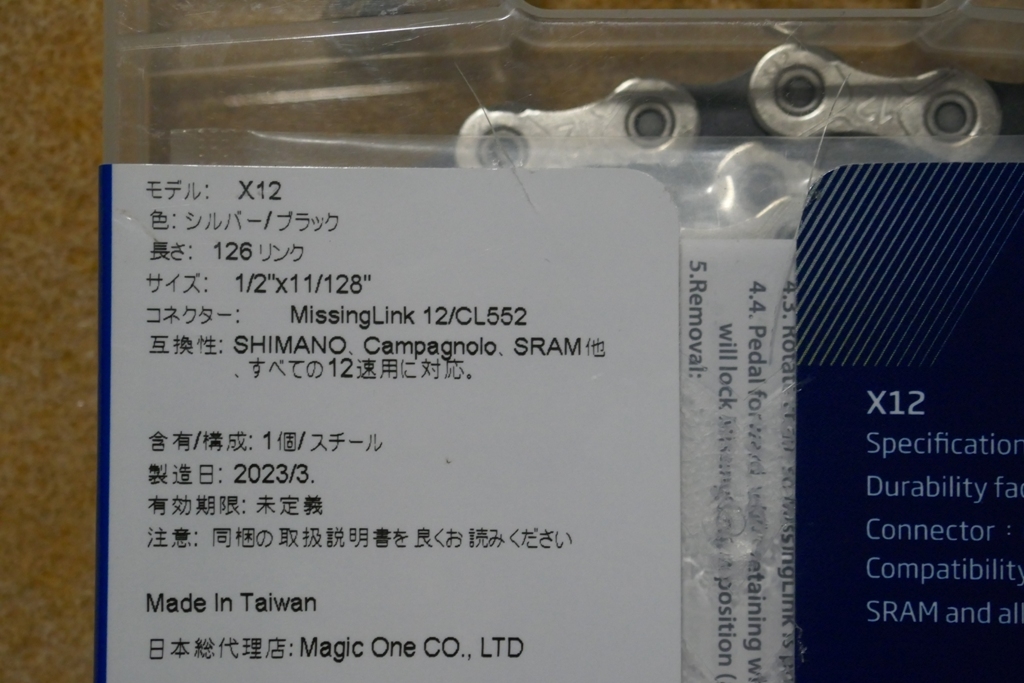 モデル: X12
色: シルバー/ブラック
長さ: 126 リンク
サイズ: 1/2"x11/128"
コネクター: MissingLink 12/CL552
互換性: SHIMANO、Campagnolo、SRAM他
、すべての12速用に対応。
含有/構成: 1個/スチール
製造日: 2023/3.
有効期限: 未定義
注意: 同梱の取扱説明書を良くお読みください
Made In Taiwan
日本総代理店: Magic One CO., LTD
5.Removal:
will lock
position (
4.4. Pedal forward
4.3. Rotat
X12
Specification
Durability fac
Connector :
Compatibility
SRAM and all